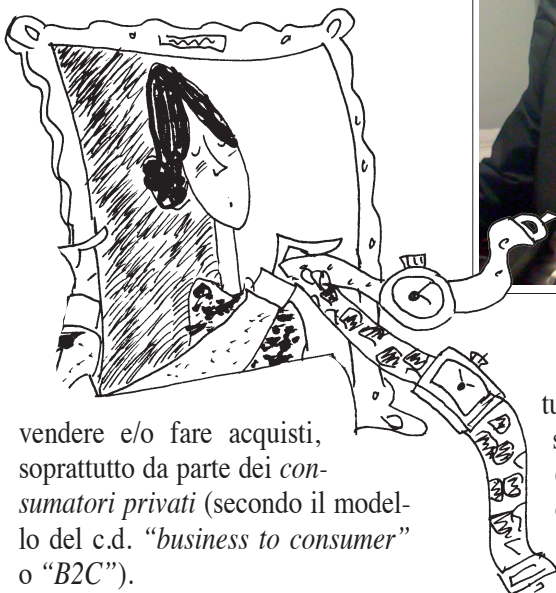 vendere e/o fare acquisti,
soprattutto da parte dei con-
sumatori privati (secondo il model-
lo del c.d. “business to consumer”
o “B2C”).